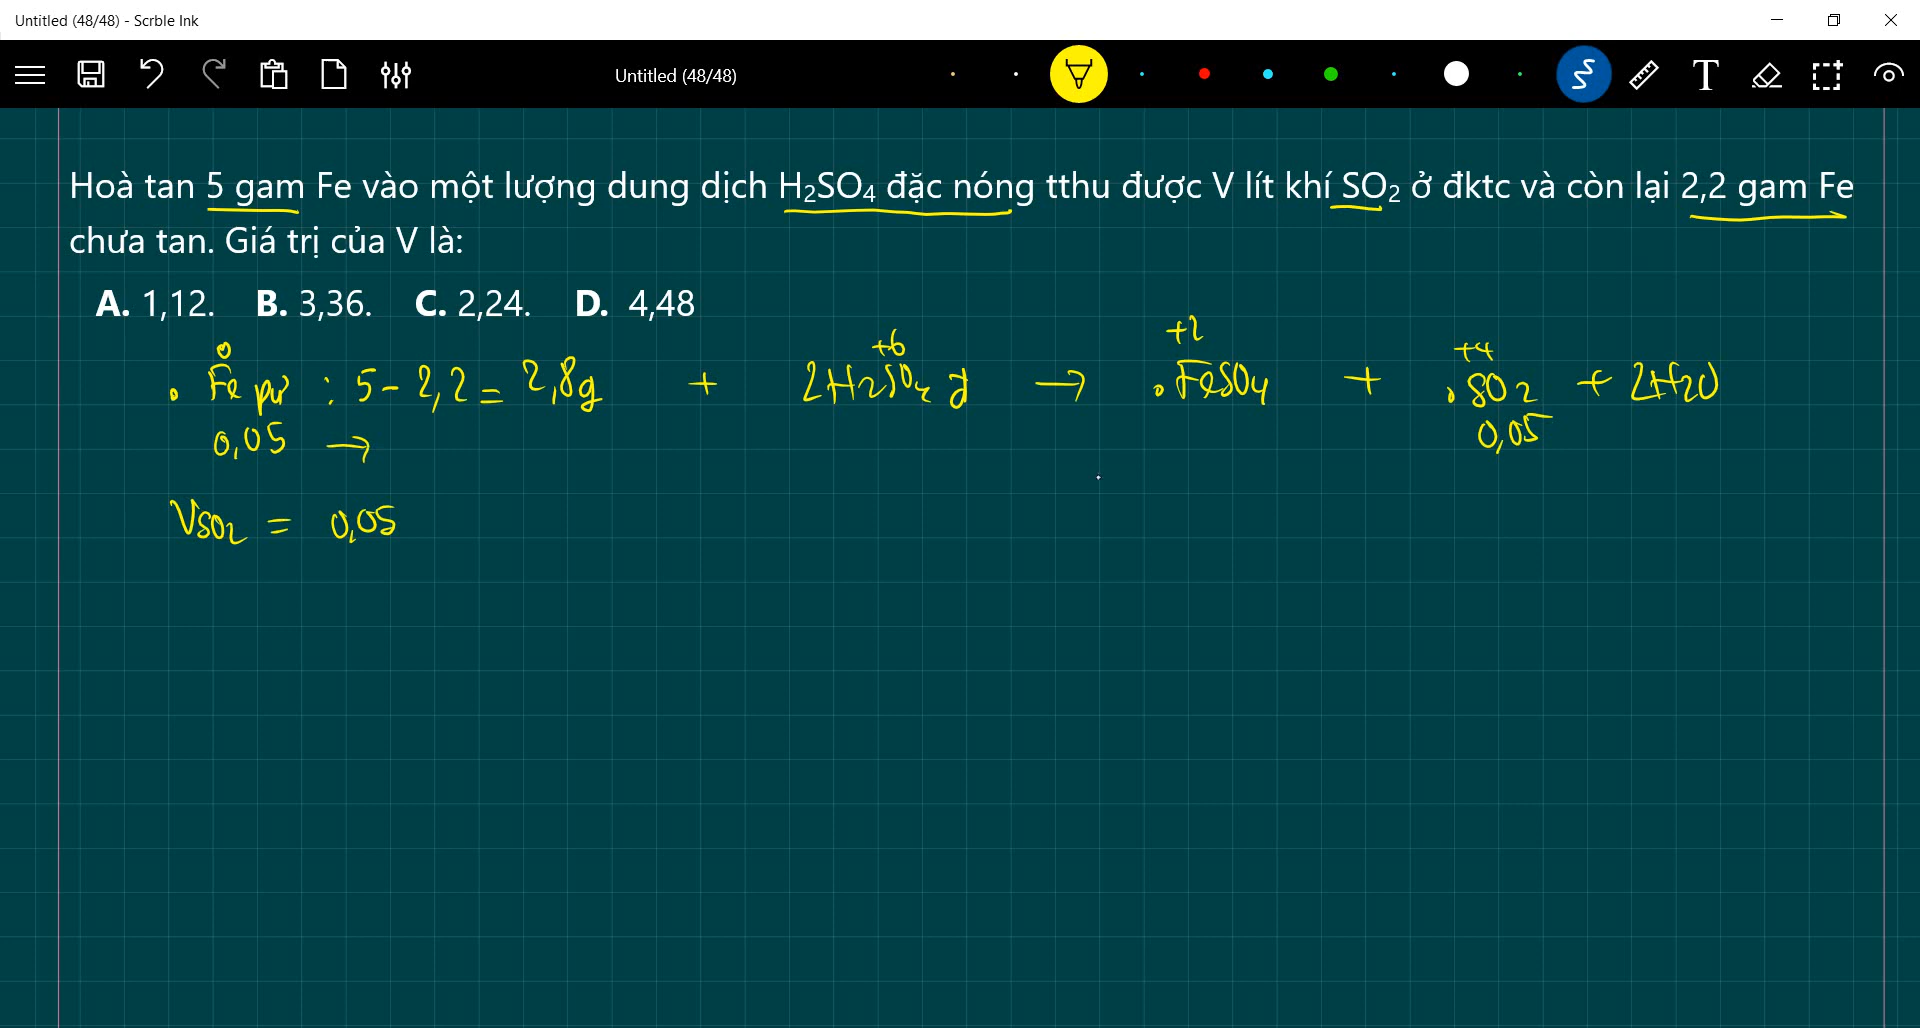 Untitled (48/48) - Scrble Ink
Untitled (48/48)
T
Hoà tan 5 gam Fe vào một lượng dung dịch H₂SO₄ đặc nóng tthu được V lít khí SO₂ ở đktc và còn lại 2,2 gam Fe
chưa tan. Giá trị của V là:
A. 1,12. B. 3,36. C. 2,24. D. 4,48
0 +6 +2 +4
. Fe pư : 5 - 2,2 = 2,8g + 2H₂SO₄ đ → . FeSO₄ + . SO₂ + 2H₂O
0,05 → 0,05
V SO₂ = 0,05